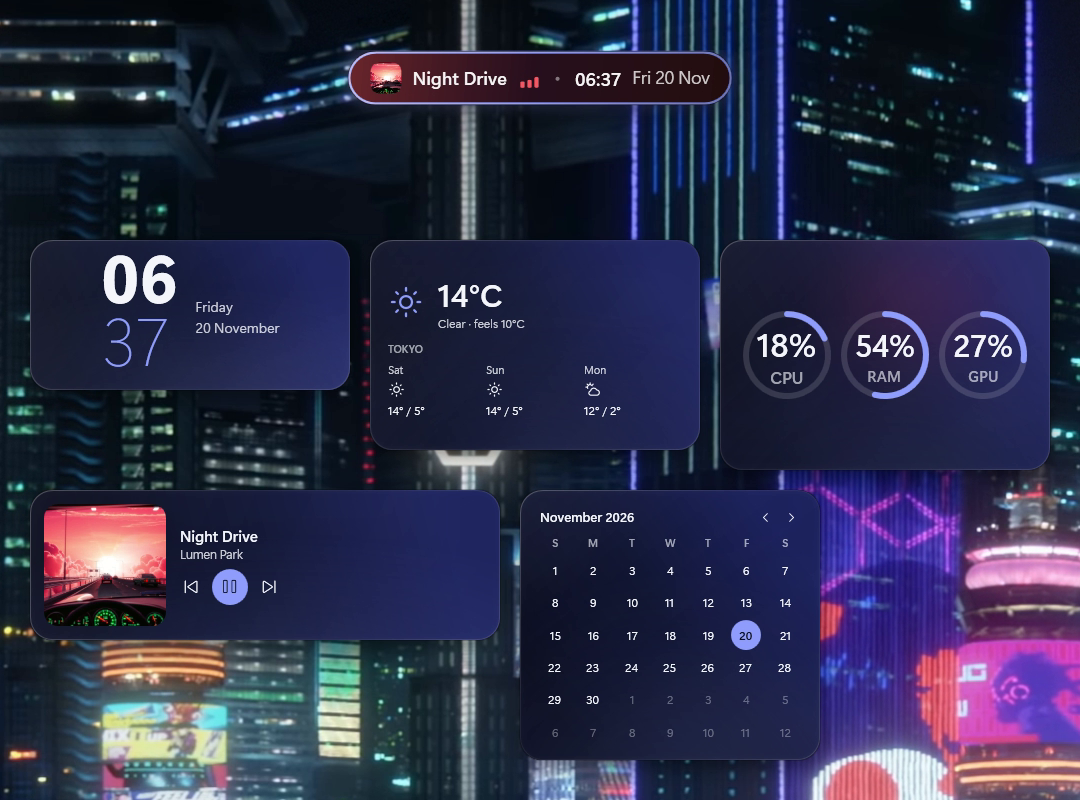 Night Drive • 06:37 Fri 20 Nov
06
37
Friday
20 November
14°C
Clear · feels 10°C
TOKYO
Sat Sun Mon
14° / 5° 14° / 5° 12° / 2°
18% 54% 27%
CPU RAM GPU
Night Drive
Lumen Park
November 2026
S M T W T F S
1 2 3 4 5 6 7
8 9 10 11 12 13 14
15 16 17 18 19 20 21
22 23 24 25 26 27 28
29 30 1 2 3 4 5
6 7 8 9 10 11 12